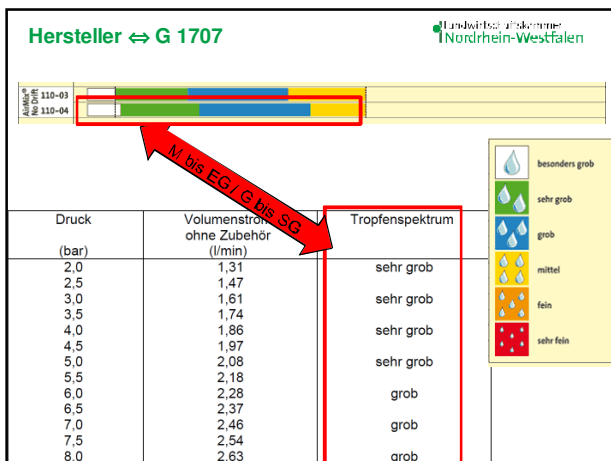 Hersteller ⇔ G 1707
Landwirtschaftskammer
Nordrhein-Westfalen
AirMix® No Drift
110-03
110-04
M bis EG / G bis SG
besonders grob
sehr grob
grob
mittel
fein
sehr fein
Druck Volumenstrom Tropfenspektrum
ohne Zubehör
(bar) (l/min)
2,0 1,31 sehr grob
2,5 1,47
3,0 1,61 sehr grob
3,5 1,74
4,0 1,86 sehr grob
4,5 1,97
5,0 2,08 sehr grob
5,5 2,18
6,0 2,28 grob
6,5 2,37
7,0 2,46 grob
7,5 2,54
8,0 2,63 grob